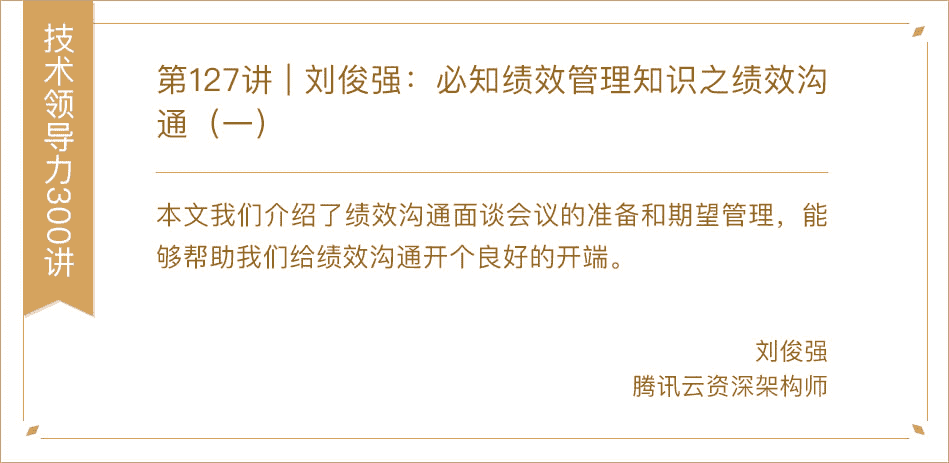 技术领导力300讲
第127讲 | 刘俊强：必知绩效管理知识之绩效沟
通（一）
本文我们介绍了绩效沟通面谈会议的准备和期望管理，能
够帮助我们给绩效沟通开个良好的开端。
刘俊强
腾讯云资深架构师